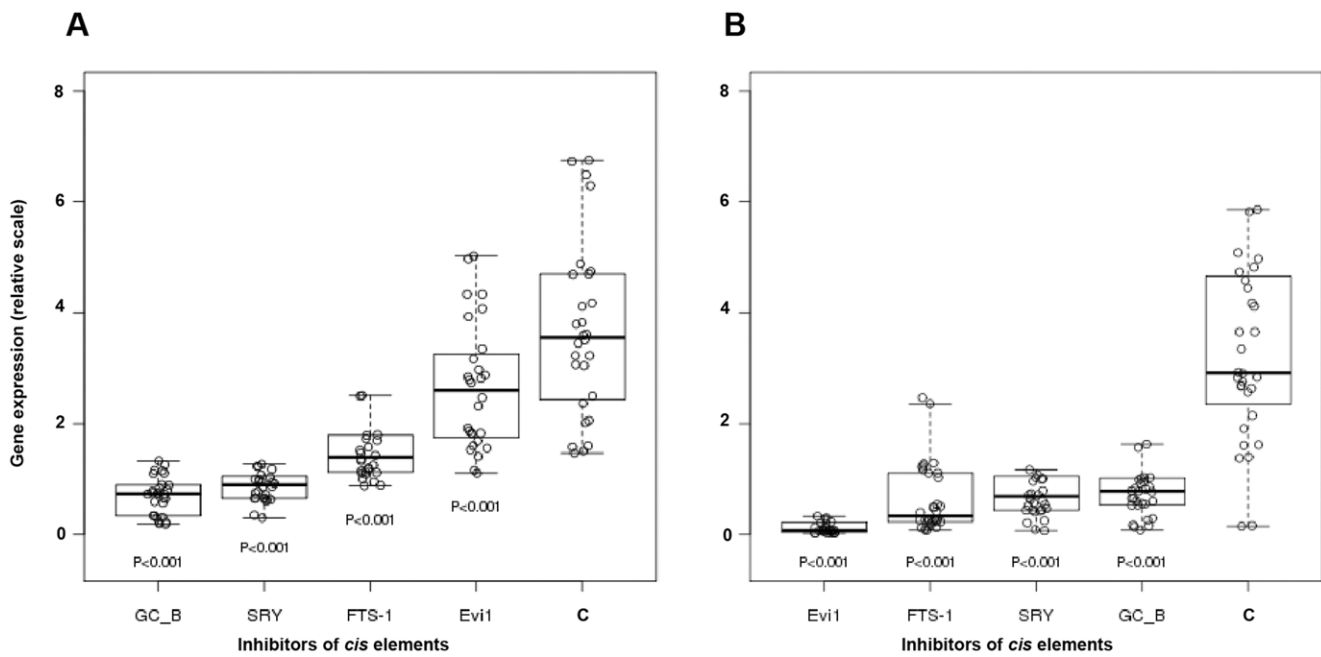 A
B
Gene expression (relative scale)
8
6
4
2
0
P<0.001
P<0.001
P<0.001
P<0.001
GC_B SRY FTS-1 Evi1 C
Inhibitors of cis elements
8
6
4
2
0
P<0.001 P<0.001 P<0.001 P<0.001
Evi1 FTS-1 SRY GC_B C
Inhibitors of cis elements